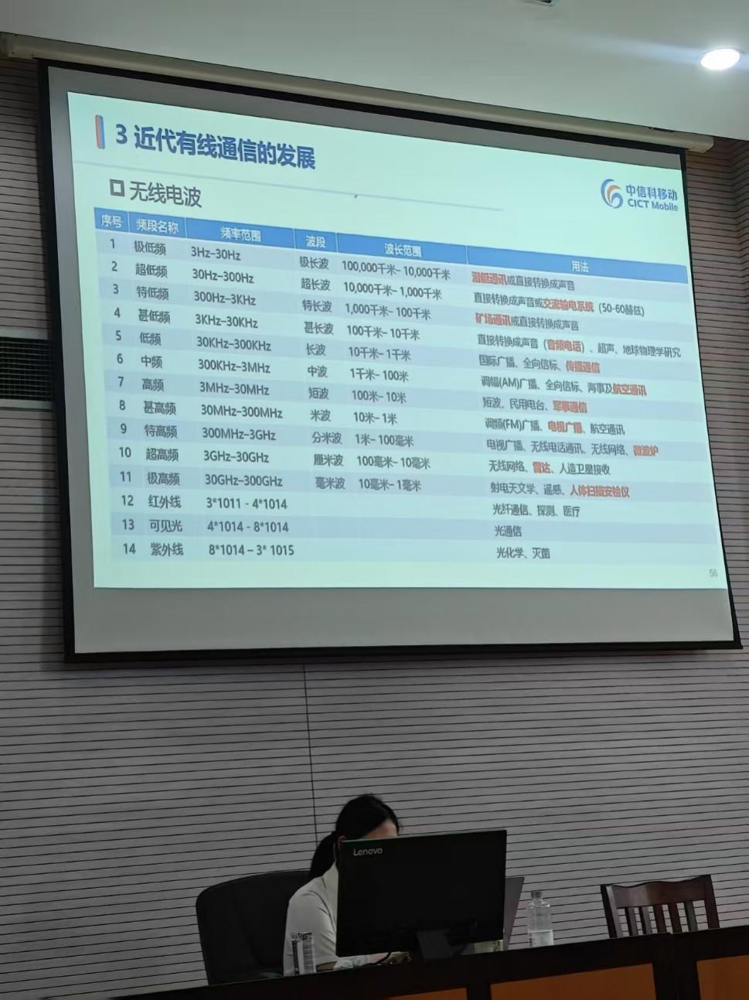 3 近代有线通信的发展
中信科移动
CICT Mobile
无线电波
序号 频段名称 频率范围 波段 波长范围 用法
1 极低频 3Hz–30Hz 极长波 100,000千米– 10,000千米 潜艇通讯或直接转换成声音
2 超低频 30Hz–300Hz 超长波 10,000千米– 1,000千米 直接转换成声音或交流输电系统（50-60赫兹）
3 特低频 300Hz–3KHz 特长波 1,000千米– 100千米 矿场通讯或直接转换成声音
4 甚低频 3KHz–30KHz 甚长波 100千米– 10千米 直接转换成声音（音频电话）、超声、地球物理学研究
5 低频 30KHz–300KHz 长波 10千米– 1千米 国际广播、全向信标、传播通信
6 中频 300KHz–3MHz 中波 1千米– 100米 调幅(AM)广播、全向信标、海事及航空通讯
7 高频 3MHz–30MHz 短波 100米– 10米 短波、民用电台、军事通信
8 甚高频 30MHz–300MHz 米波 10米– 1米 调频(FM)广播、电视广播、航空通讯
9 特高频 300MHz–3GHz 分米波 1米– 100毫米 电视广播、无线电话通讯、无线网络、微波炉
10 超高频 3GHz–30GHz 厘米波 100毫米– 10毫米 无线网络、雷达、人造卫星接收
11 极高频 30GHz–300GHz 毫米波 10毫米– 1毫米 射电天文学、遥感、人体扫描安检仪
12 红外线 3*1011 - 4*1014 光纤通信、探测、医疗
13 可见光 4*1014 - 8*1014 光通信
14 紫外线 8*1014 – 3* 1015 光化学、灭菌
56
Lenovo